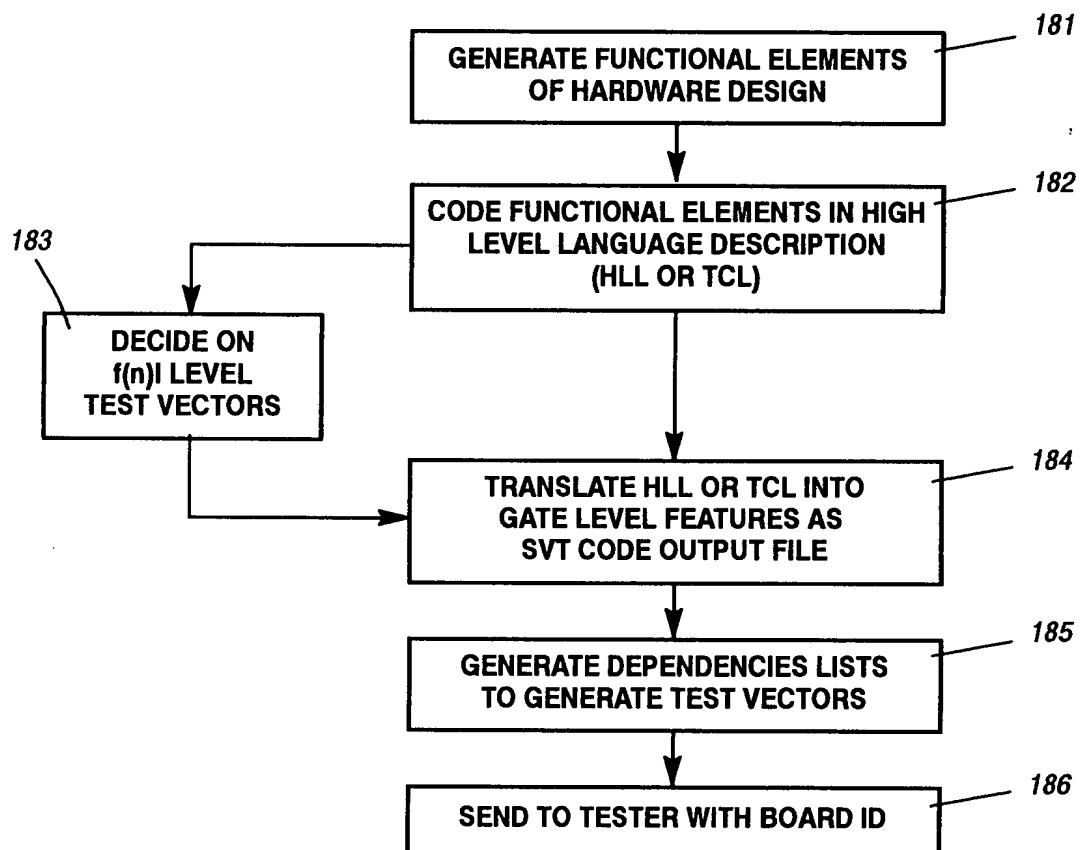 181
GENERATE FUNCTIONAL ELEMENTS
OF HARDWARE DESIGN
182
CODE FUNCTIONAL ELEMENTS IN HIGH
LEVEL LANGUAGE DESCRIPTION
(HLL OR TCL)
183
DECIDE ON
f(n)l LEVEL
TEST VECTORS
184
TRANSLATE HLL OR TCL INTO
GATE LEVEL FEATURES AS
SVT CODE OUTPUT FILE
185
GENERATE DEPENDENCIES LISTS
TO GENERATE TEST VECTORS
186
SEND TO TESTER WITH BOARD ID